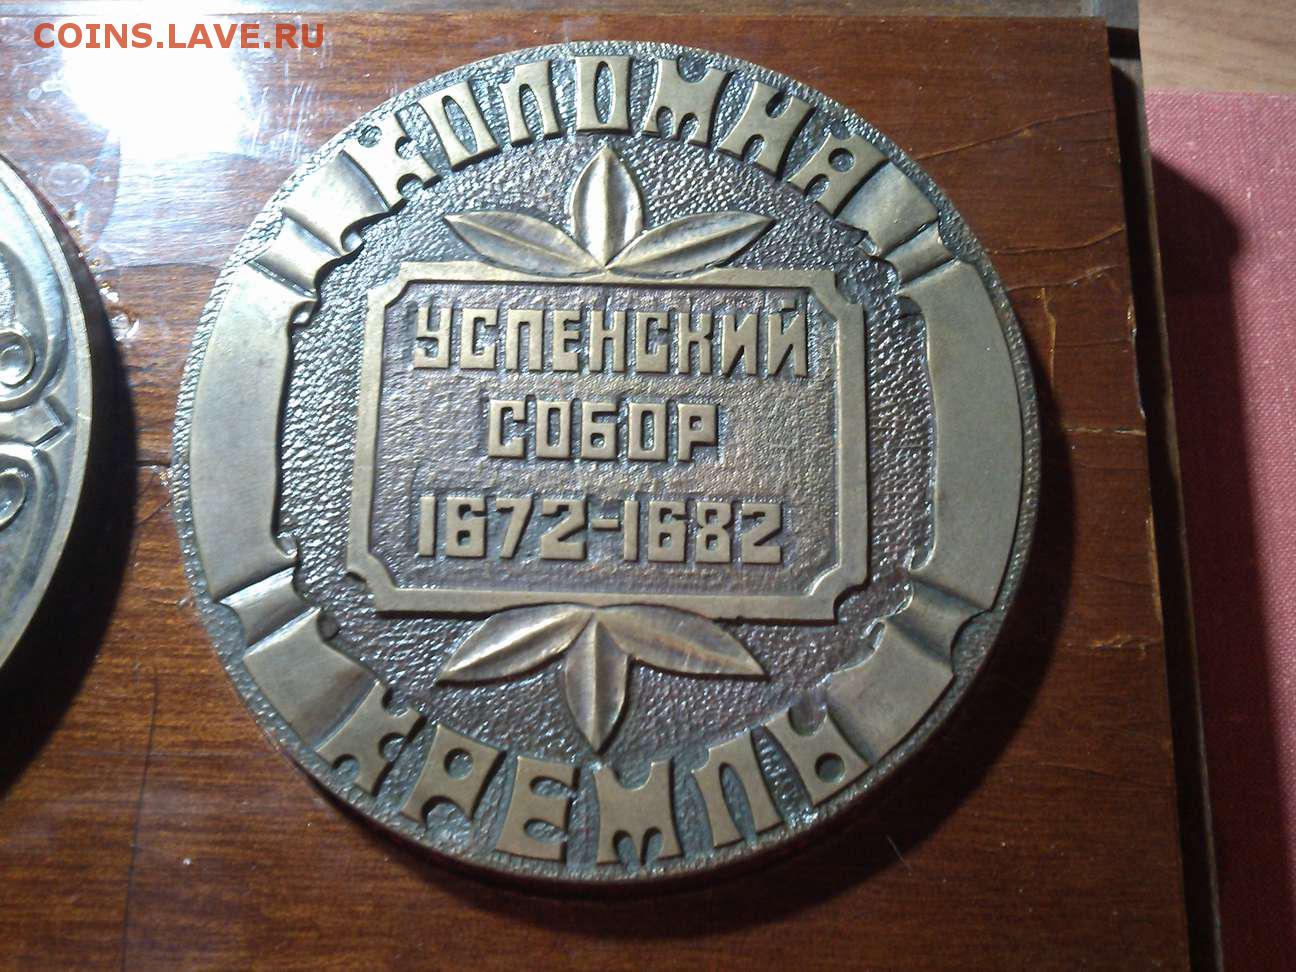 COINS.LAVE.RU
КОЛОМНА
УСПЕНСКИЙ
СОБОР
1672-1682
КРЕМЛЬ